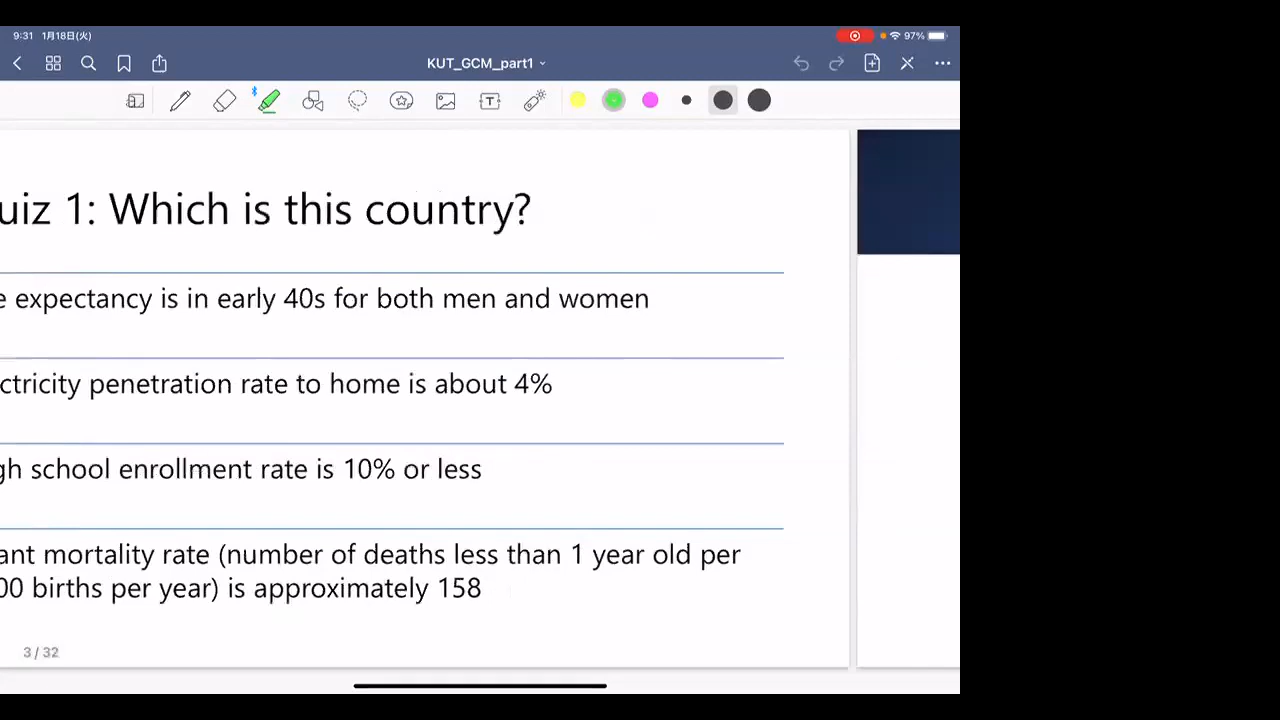 9:31 1月18日(火) 97%
KUT_GCM_part1
T
uiz 1: Which is this country?
e expectancy is in early 40s for both men and women
ctricity penetration rate to home is about 4%
gh school enrollment rate is 10% or less
ant mortality rate (number of deaths less than 1 year old per
00 births per year) is approximately 158
3 / 32